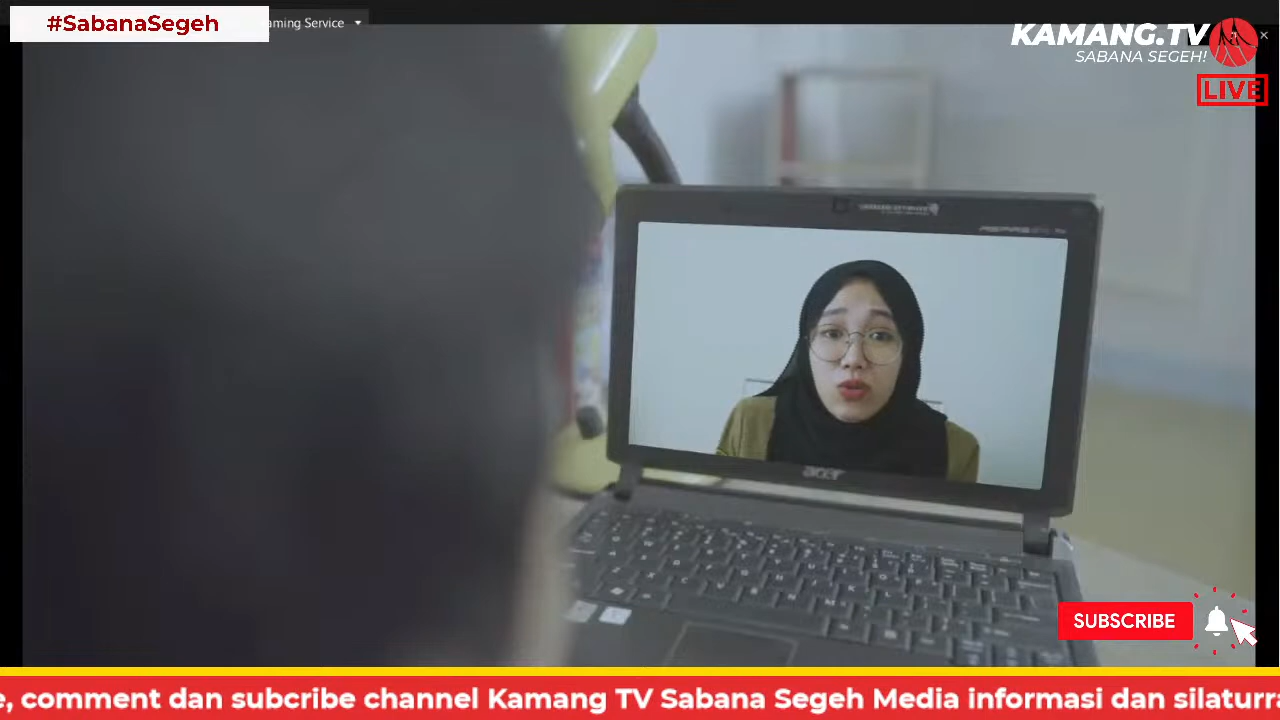 #SabanaSegeh
aming Service
KAMANG.TV
SABANA SEGEH!
LIVE
acer
SUBSCRIBE
e, comment dan subcribe channel Kamang TV Sabana Segeh Media informasi dan silaturra